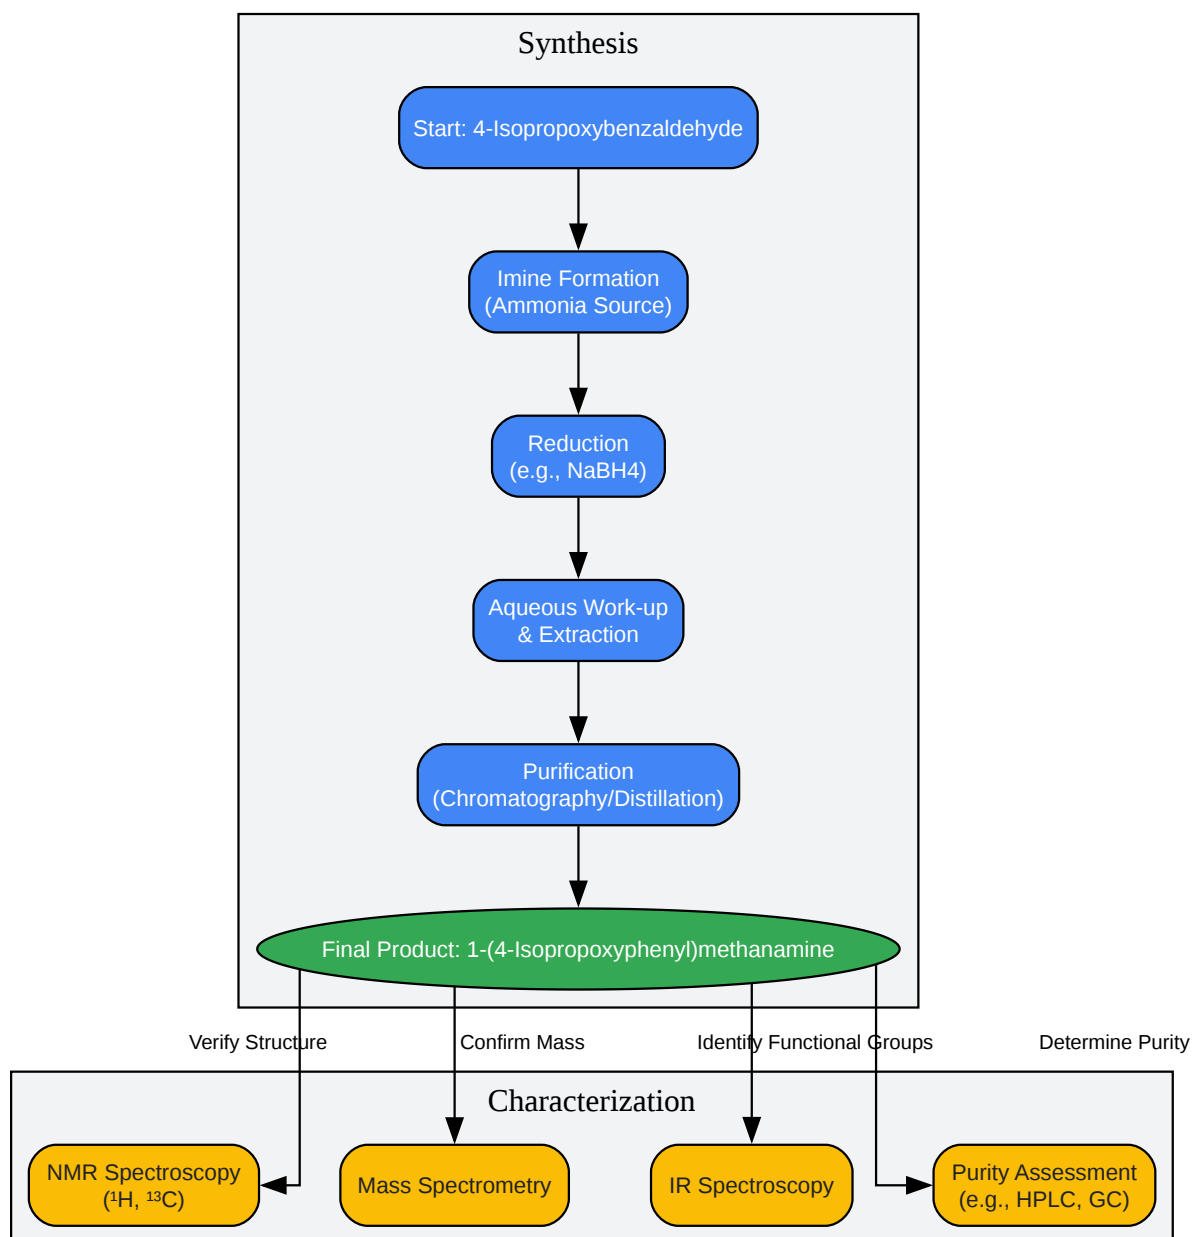 Synthesis
Start: 4-Isopropoxybenzaldehyde
Imine Formation
(Ammonia Source)
Reduction
(e.g., NaBH4)
Aqueous Work-up
& Extraction
Purification
(Chromatography/Distillation)
Final Product: 1-(4-Isopropoxyphenyl)methanamine
Verify Structure
Confirm Mass
Identify Functional Groups
Determine Purity
Characterization
NMR Spectroscopy
(¹H, ¹³C)
Mass Spectrometry
IR Spectroscopy
Purity Assessment
(e.g., HPLC, GC)